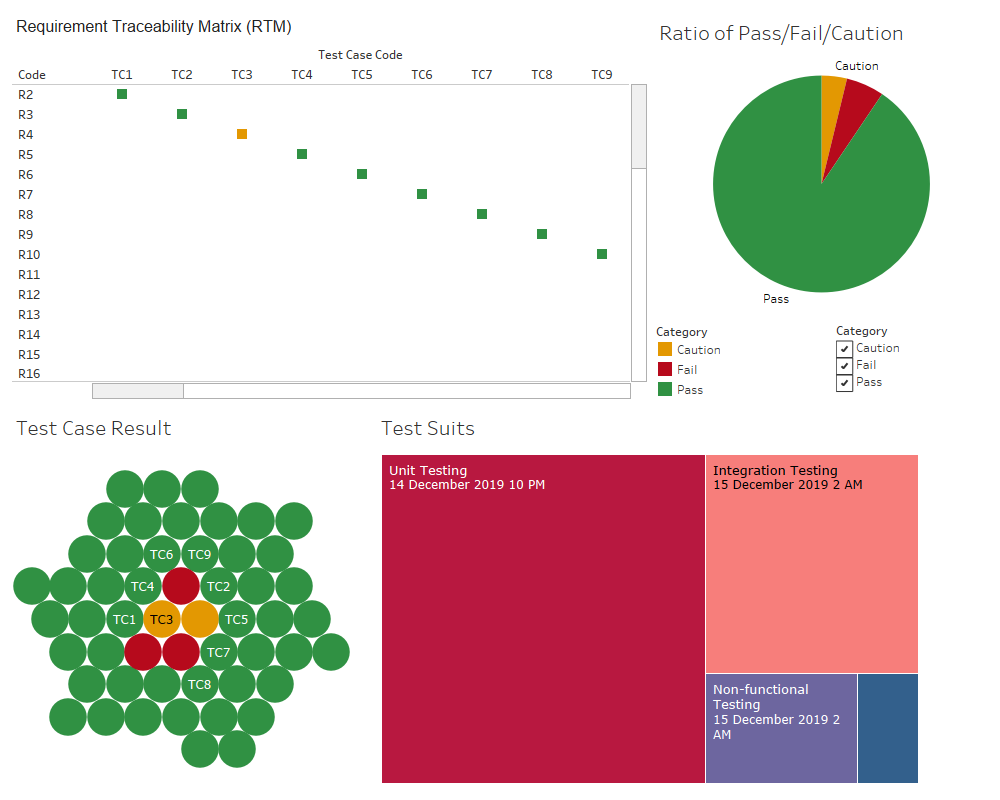 Requirement Traceability Matrix (RTM)
Test Case Code
Code TC1 TC2 TC3 TC4 TC5 TC6 TC7 TC8 TC9
R2
R3
R4
R5
R6
R7
R8
R9
R10
R11
R12
R13
R14
R15
R16
Ratio of Pass/Fail/Caution
Caution
Pass
Category
Caution
Fail
Pass
Category
Caution
Fail
Pass
Test Case Result
TC6 TC9
TC4 TC2
TC1 TC3 TC5
TC7
TC8
Test Suits
Unit Testing
14 December 2019 10 PM
Integration Testing
15 December 2019 2 AM
Non-functional
Testing
15 December 2019 2
AM